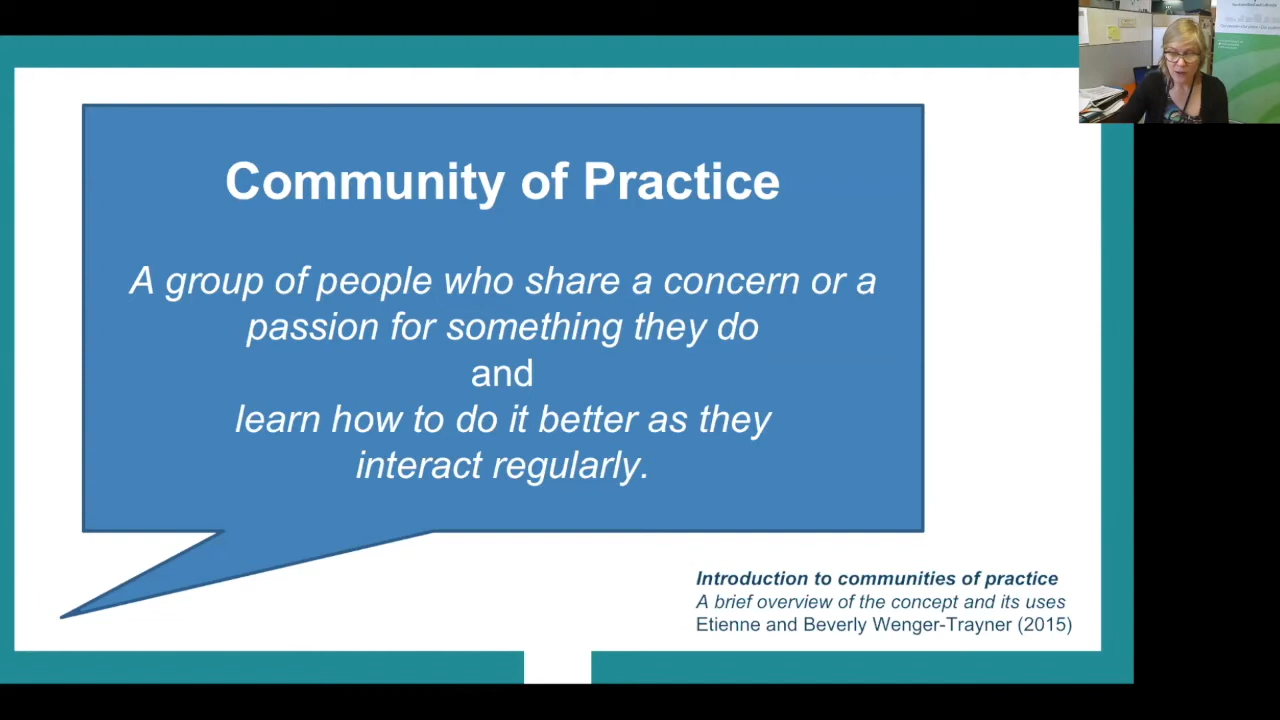 Community of Practice
A group of people who share a concern or a
passion for something they do
and
learn how to do it better as they
interact regularly.
Introduction to communities of practice
A brief overview of the concept and its uses
Etienne and Beverly Wenger-Trayner (2015)